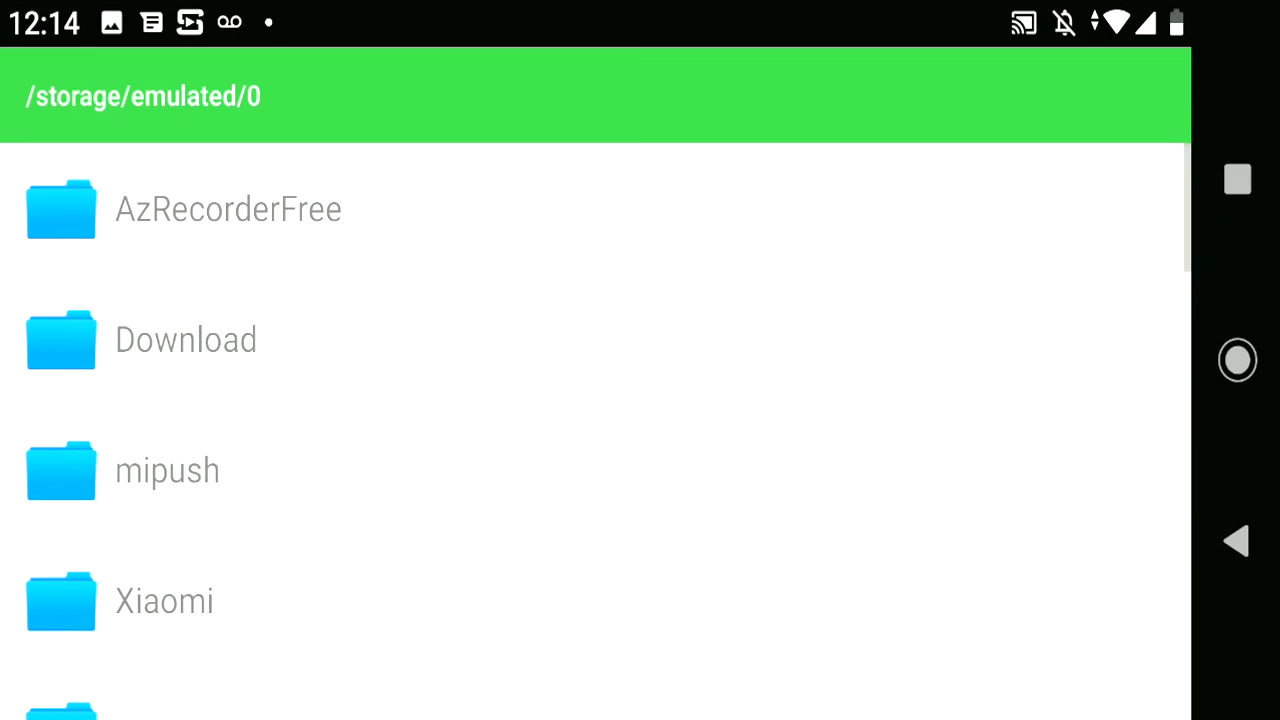 12:14
/storage/emulated/0
AzRecorderFree
Download
mipush
Xiaomi